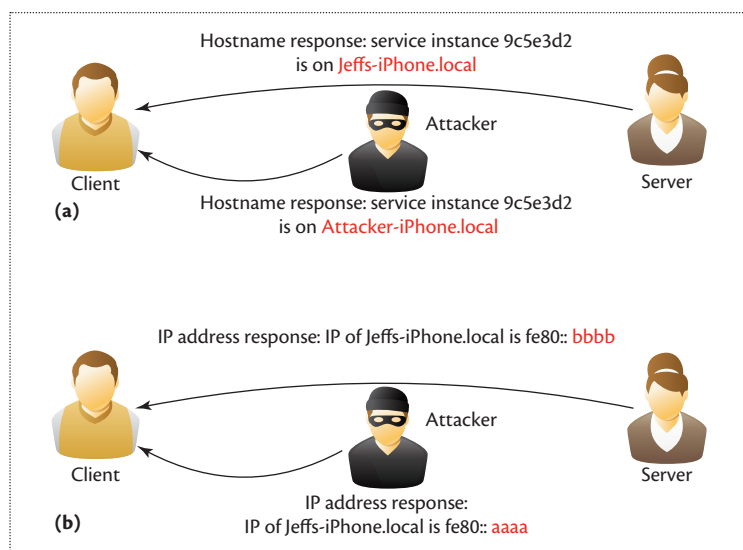 Hostname response: service instance 9c5e3d2
is on Jeffs-iPhone.local
Attacker
Client
Server
(a)
Hostname response: service instance 9c5e3d2
is on Attacker-iPhone.local
IP address response: IP of Jeffs-iPhone.local is fe80:: bbbb
Attacker
Client
Server
IP address response:
IP of Jeffs-iPhone.local is fe80:: aaaa
(b)